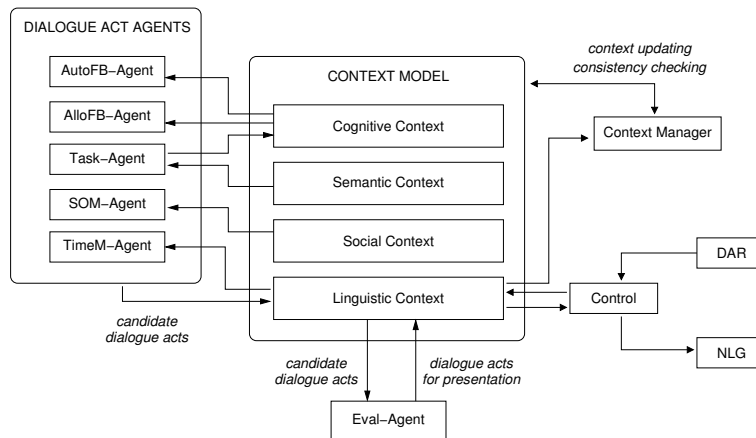 DIALOGUE ACT AGENTS
AutoFB−Agent
AlloFB−Agent
Task−Agent
SOM−Agent
TimeM−Agent
candidate
dialogue acts
CONTEXT MODEL
Cognitive Context
Semantic Context
Social Context
Linguistic Context
candidate
dialogue acts
dialogue acts
for presentation
Eval−Agent
context updating
consistency checking
Context Manager
DAR
Control
NLG